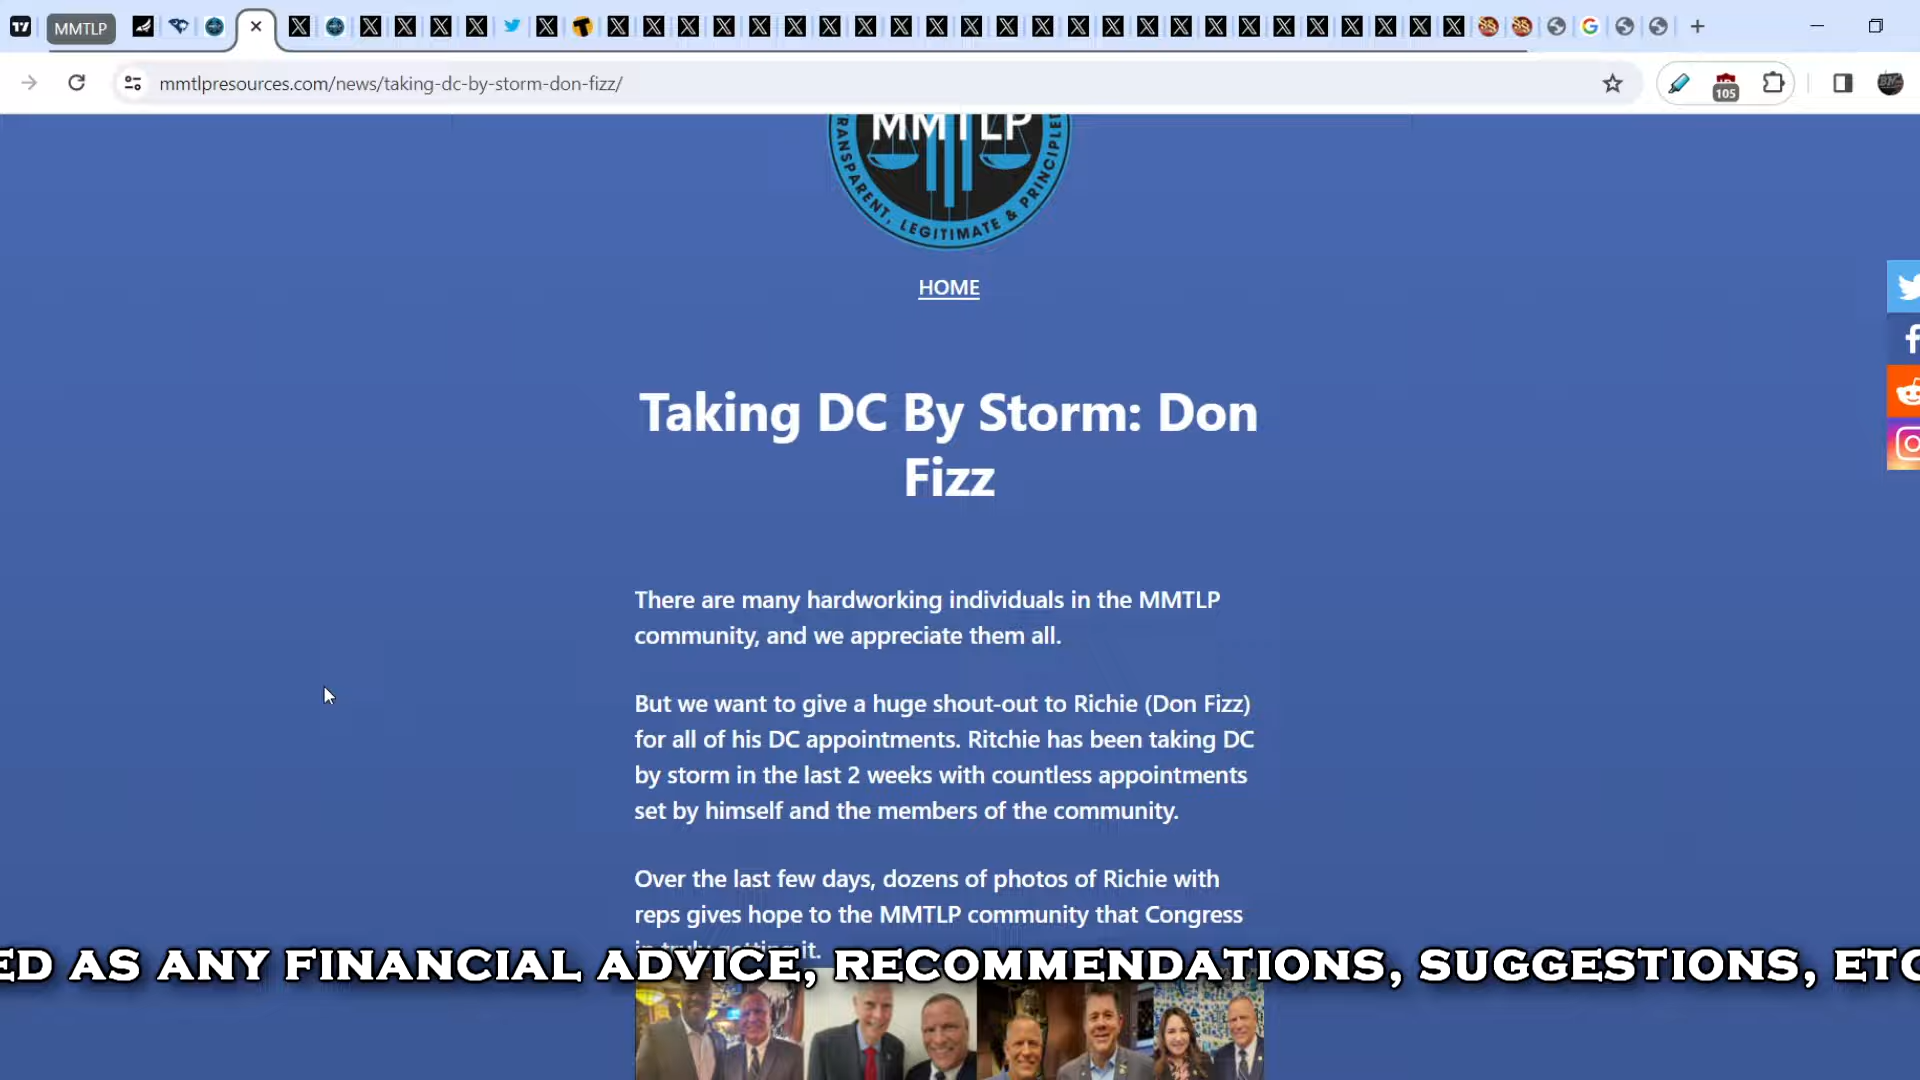 MMTLP
mmtlpresources.com/news/taking-dc-by-storm-don-fizz/
105
MMTLP
TRANSPARENT, LEGITIMATE & PRINCIPLED
HOME
Taking DC By Storm: Don
Fizz
There are many hardworking individuals in the MMTLP
community, and we appreciate them all.
But we want to give a huge shout-out to Richie (Don Fizz)
for all of his DC appointments. Ritchie has been taking DC
by storm in the last 2 weeks with countless appointments
set by himself and the members of the community.
Over the last few days, dozens of photos of Richie with
reps gives hope to the MMTLP community that Congress
in truly getting it.
ED AS ANY FINANCIAL ADVICE, RECOMMENDATIONS, SUGGESTIONS, ETC